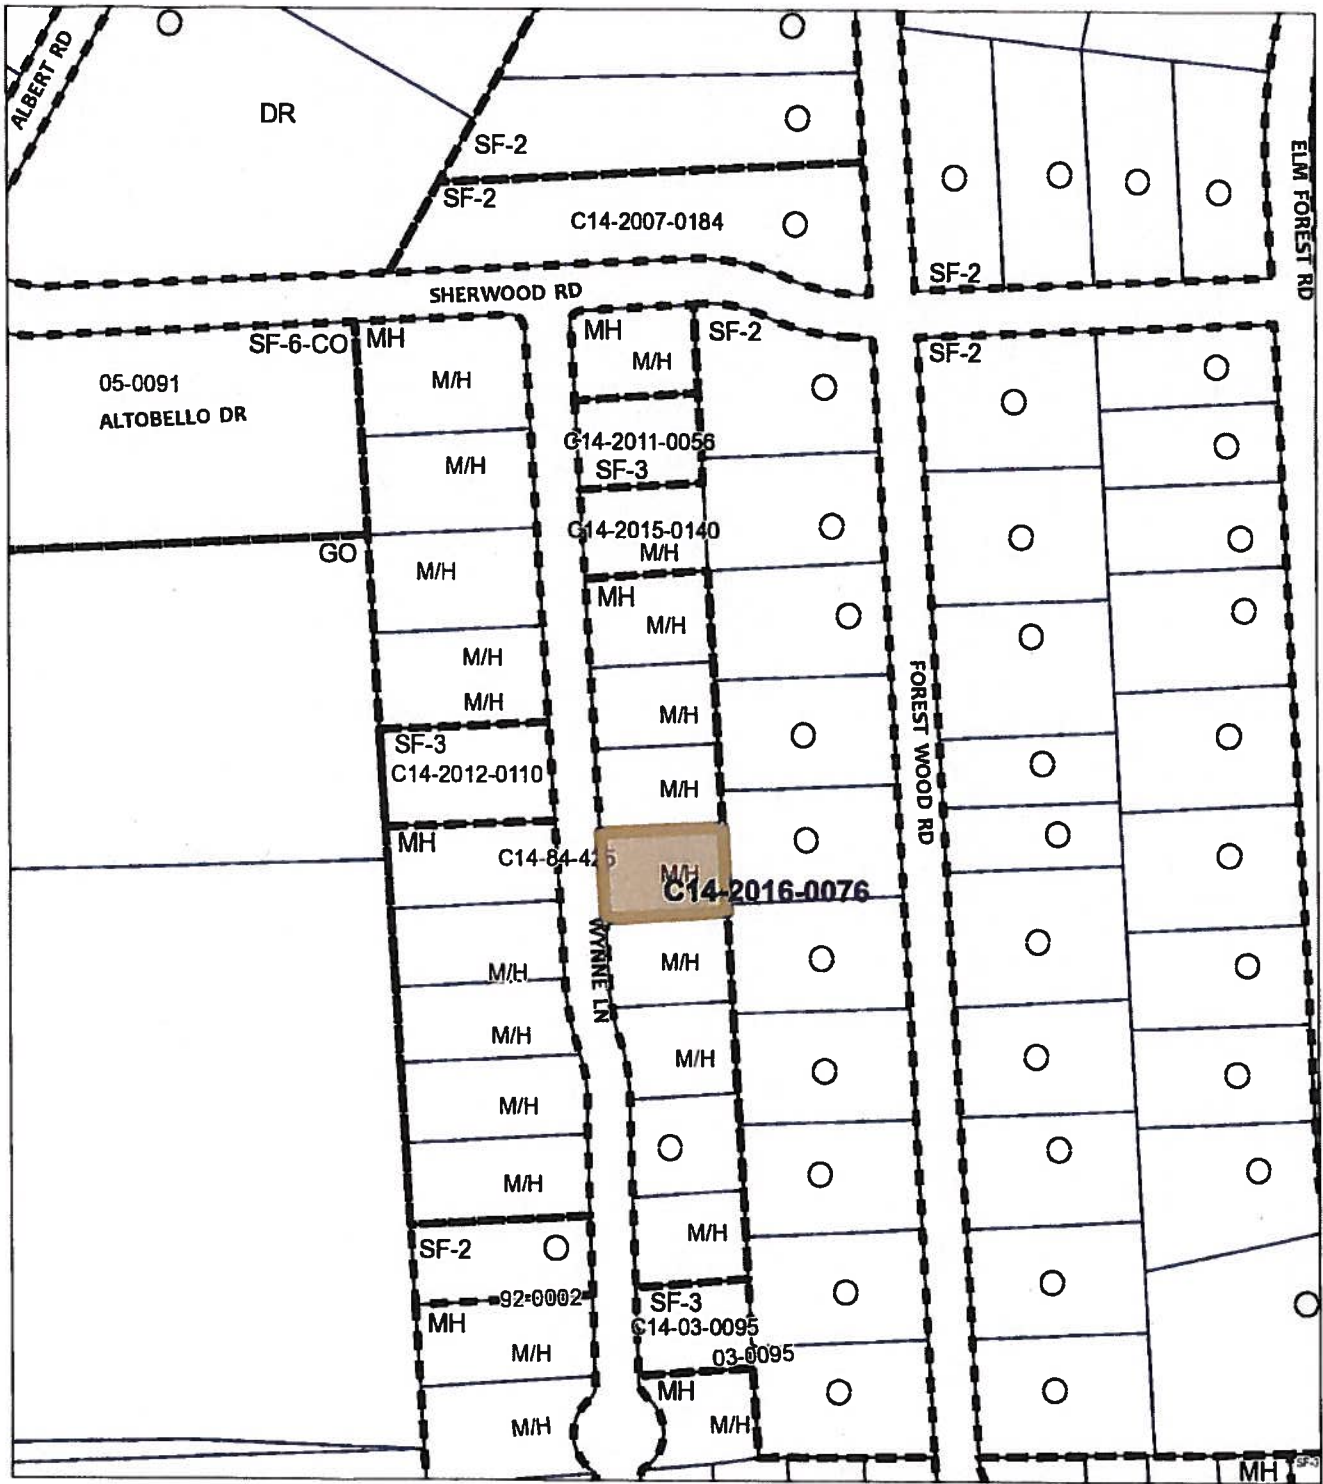 ALBERT RD
DR
SF-2
SF-2
C14-2007-0184
ELM FOREST RD
SF-2
SHERWOOD RD
SF-6-CO
MH
MH
M/H
SF-2
SF-2
05-0091
ALTOBELLO DR
M/H
M/H
C14-2011-0056
SF-3
C14-2015-0140
M/H
GO
M/H
MH
M/H
M/H
M/H
M/H
FOREST WOOD RD
SF-3
C14-2012-0110
M/H
MH
C14-84-425
M/H
C14-2016-0076
WYNNE LN
M/H
M/H
M/H
M/H
M/H
M/H
SF-2
M/H
92-0002
MH
SF-3
C14-03-0095
03-0095
M/H
MH
M/H
M/H
MH